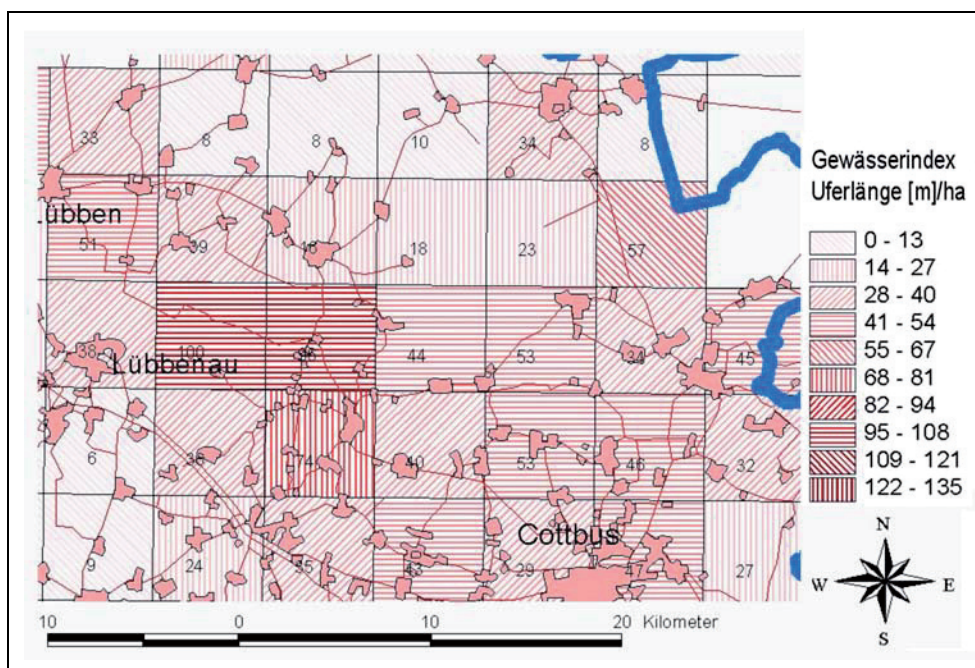 33 8 8 10 34 8
Lübben
51 39 18 23 57
38 100 44 53 34 45
Lübbenau
6 74 40 53 46 32
Cottbus
9 24 43 29 47 27
Gewässerindex
Uferlänge [m]/ha
0 - 13
14 - 27
28 - 40
41 - 54
55 - 67
68 - 81
82 - 94
95 - 108
109 - 121
122 - 135
N
W E
S
10 0 10 20 Kilometer